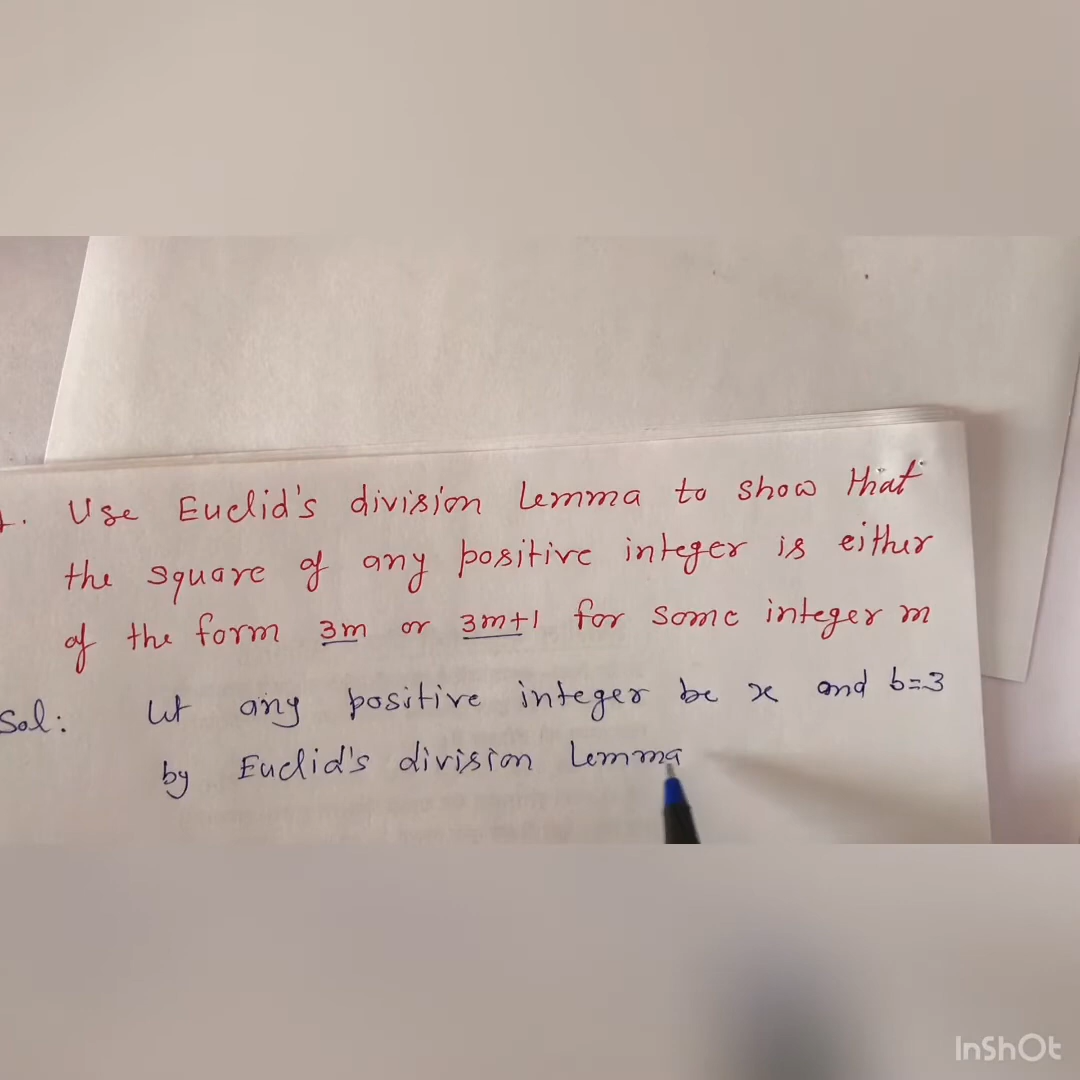 1. Use Euclid's division Lemma to show that
the square of any positive integer is either
of the form 3m or 3m+1 for some integer m
Sol: Let any positive integer be x and b=3
by Euclid's division Lemma
InShOt